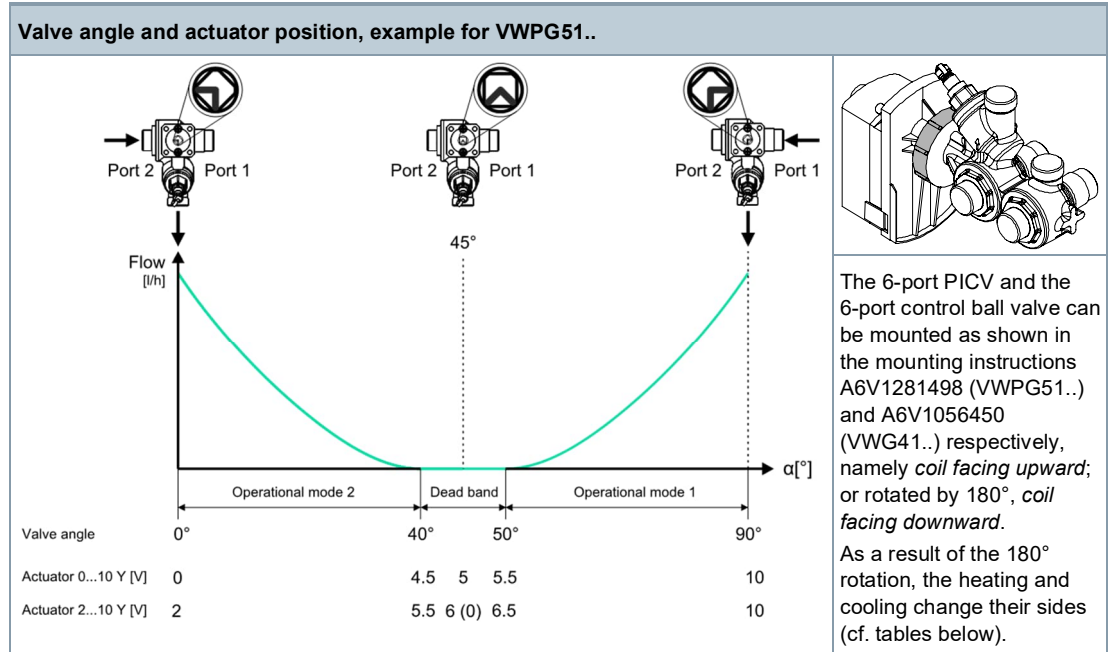 Valve angle and actuator position, example for VWPG51..
Port 2 Port 1 Port 2 Port 1 Port 2 Port 1
45°
Flow
[l/h]
α[°]
Operational mode 2 Dead band Operational mode 1
Valve angle 0° 40° 50° 90°
Actuator 0...10 Y [V] 0 4.5 5 5.5 10
Actuator 2...10 Y [V] 2 5.5 6 (0) 6.5 10
The 6-port PICV and the
6-port control ball valve can
be mounted as shown in
the mounting instructions
A6V1281498 (VWPG51..)
and A6V1056450
(VWG41..) respectively,
namely coil facing upward;
or rotated by 180°, coil
facing downward.
As a result of the 180°
rotation, the heating and
cooling change their sides
(cf. tables below).